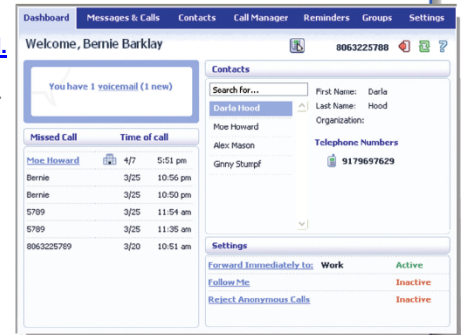 Dashboard Messages & Calls Contacts Call Manager Reminders Groups Settings
Welcome, Bernie Barklay
8063225788
You have 1 voicemail (1 new)
Missed Call Time of call
Moe Howard 4/7 5:51 pm
Bernie 3/25 10:56 pm
Bernie 3/25 10:50 pm
5789 3/25 11:54 am
5789 3/25 11:35 am
8063225789 3/20 10:51 am
Contacts
Search for...
Darla Hood
Moe Howard
Alex Mason
Ginny Stumpf
First Name: Darla
Last Name: Hood
Organization:
Telephone Numbers
9179697629
Settings
Forward Immediately to: Work Active
Follow Me Inactive
Reject Anonymous Calls Inactive